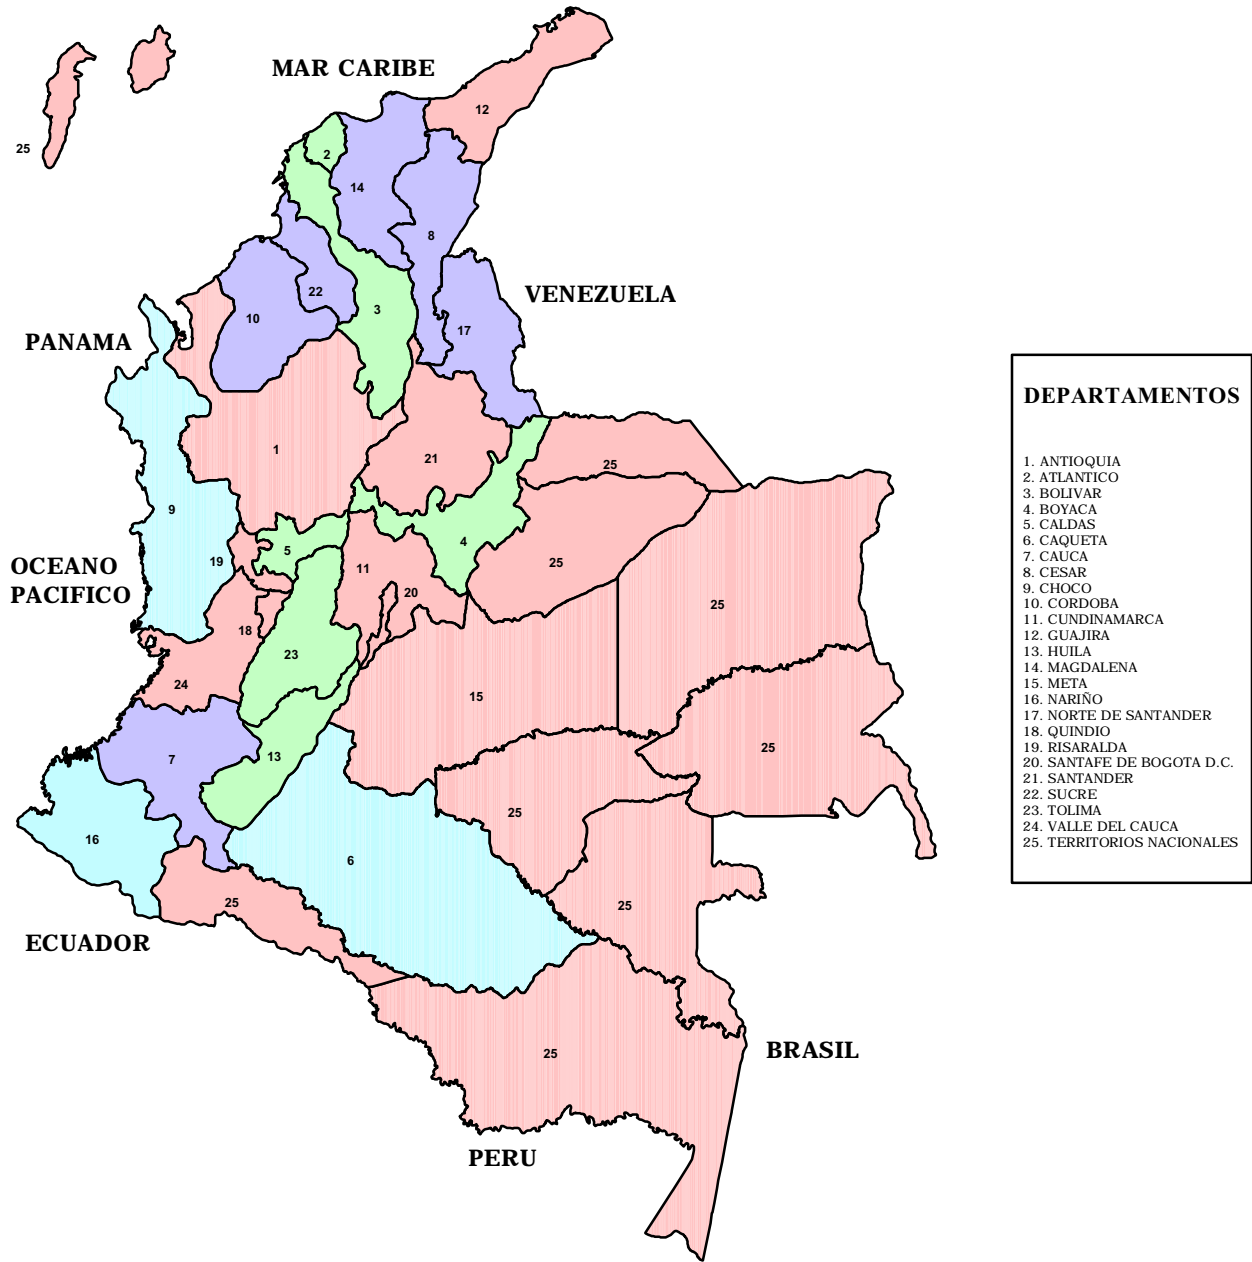 MAR CARIBE
12
25
2
14
8
22
VENEZUELA
3
10
17
PANAMA
DEPARTAMENTOS
1
21
25
1. ANTIOQUIA
2. ATLANTICO
3. BOLIVAR
4. BOYACA
5. CALDAS
6. CAQUETA
7. CAUCA
8. CESAR
9. CHOCO
10. CORDOBA
11. CUNDINAMARCA
12. GUAJIRA
13. HUILA
14. MAGDALENA
15. META
16. NARIÑO
17. NORTE DE SANTANDER
18. QUINDIO
19. RISARALDA
20. SANTAFE DE BOGOTA D.C.
21. SANTANDER
22. SUCRE
23. TOLIMA
24. VALLE DEL CAUCA
25. TERRITORIOS NACIONALES
9
4
5
19
11
25
OCEANO
PACIFICO
20
25
18
23
24
15
25
7
13
25
16
6
25
25
ECUADOR
25
BRASIL
PERU